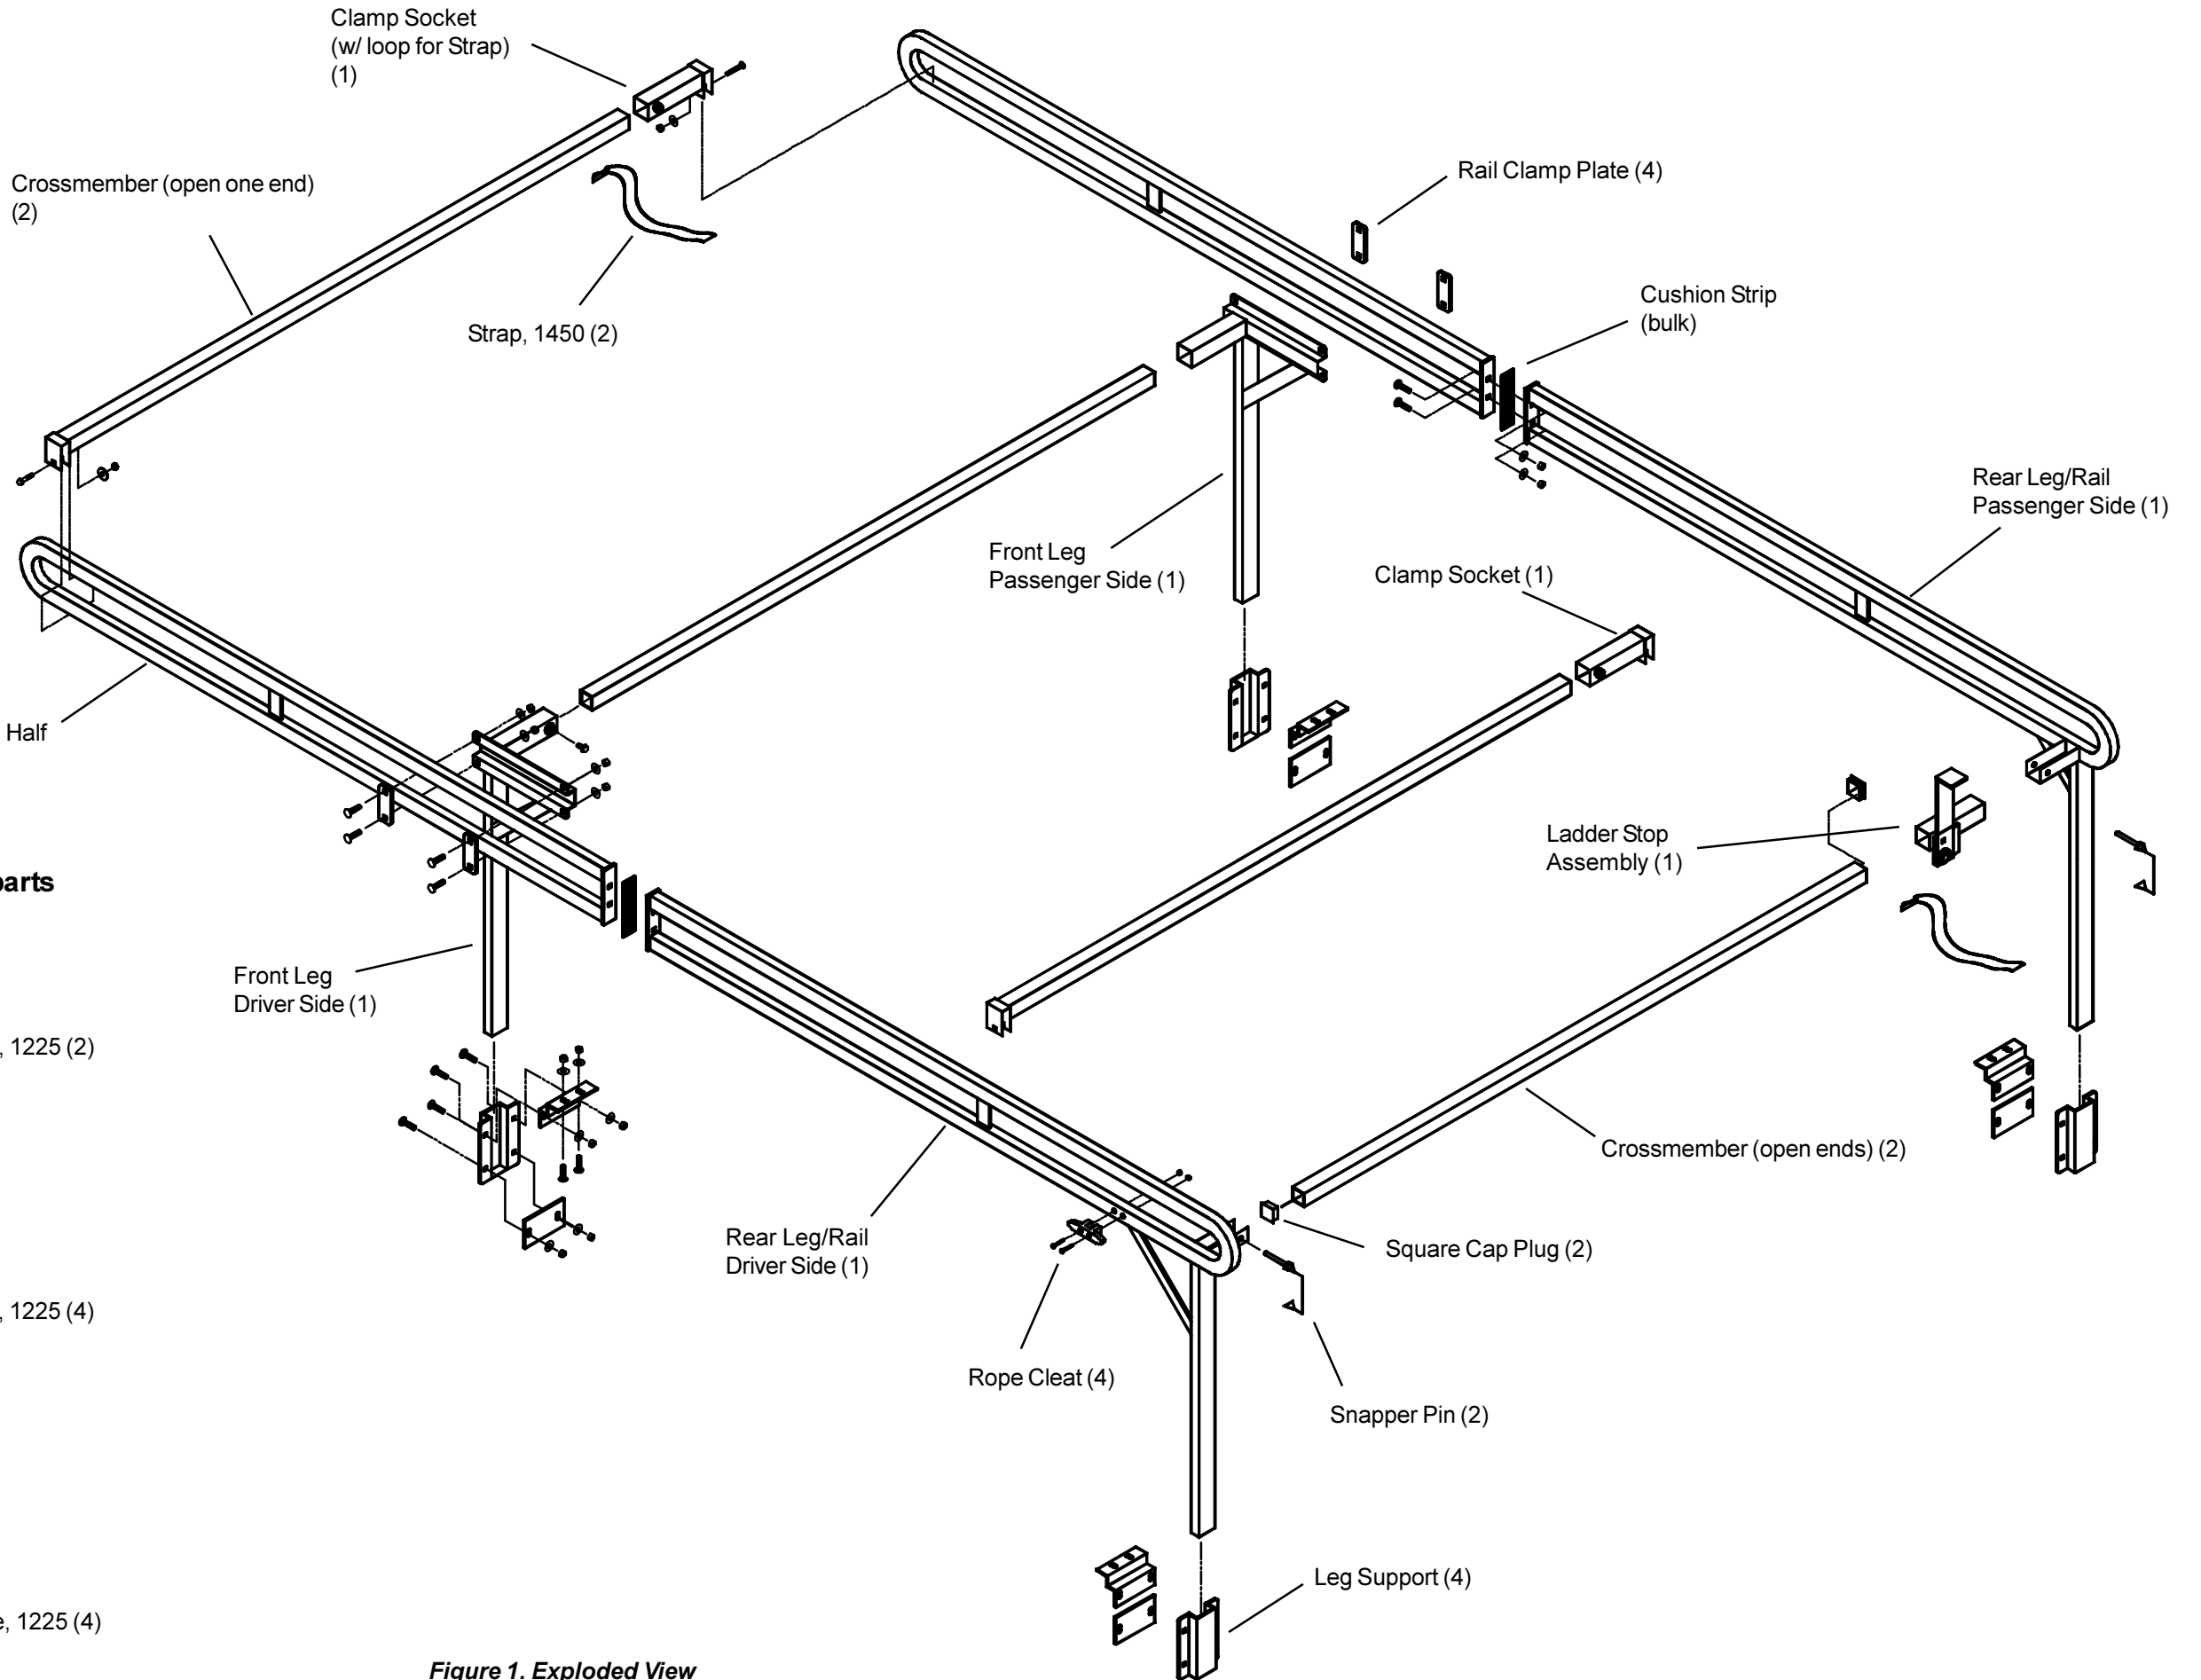 Clamp Socket
(w/ loop for Strap)
(1)
Crossmember (open one end)
(2)
Rail Clamp Plate (4)
Cushion Strip
(bulk)
Strap, 1450 (2)
Rear Leg/Rail
Passenger Side (1)
Front Leg
Passenger Side (1)
Clamp Socket (1)
Half
Ladder Stop
Assembly (1)
Front Leg
Driver Side (1)
, 1225 (2)
Crossmember (open ends) (2)
Rear Leg/Rail
Driver Side (1)
Square Cap Plug (2)
, 1225 (4)
Rope Cleat (4)
Snapper Pin (2)
Leg Support (4)
, 1225 (4)
Figure 1. Exploded View